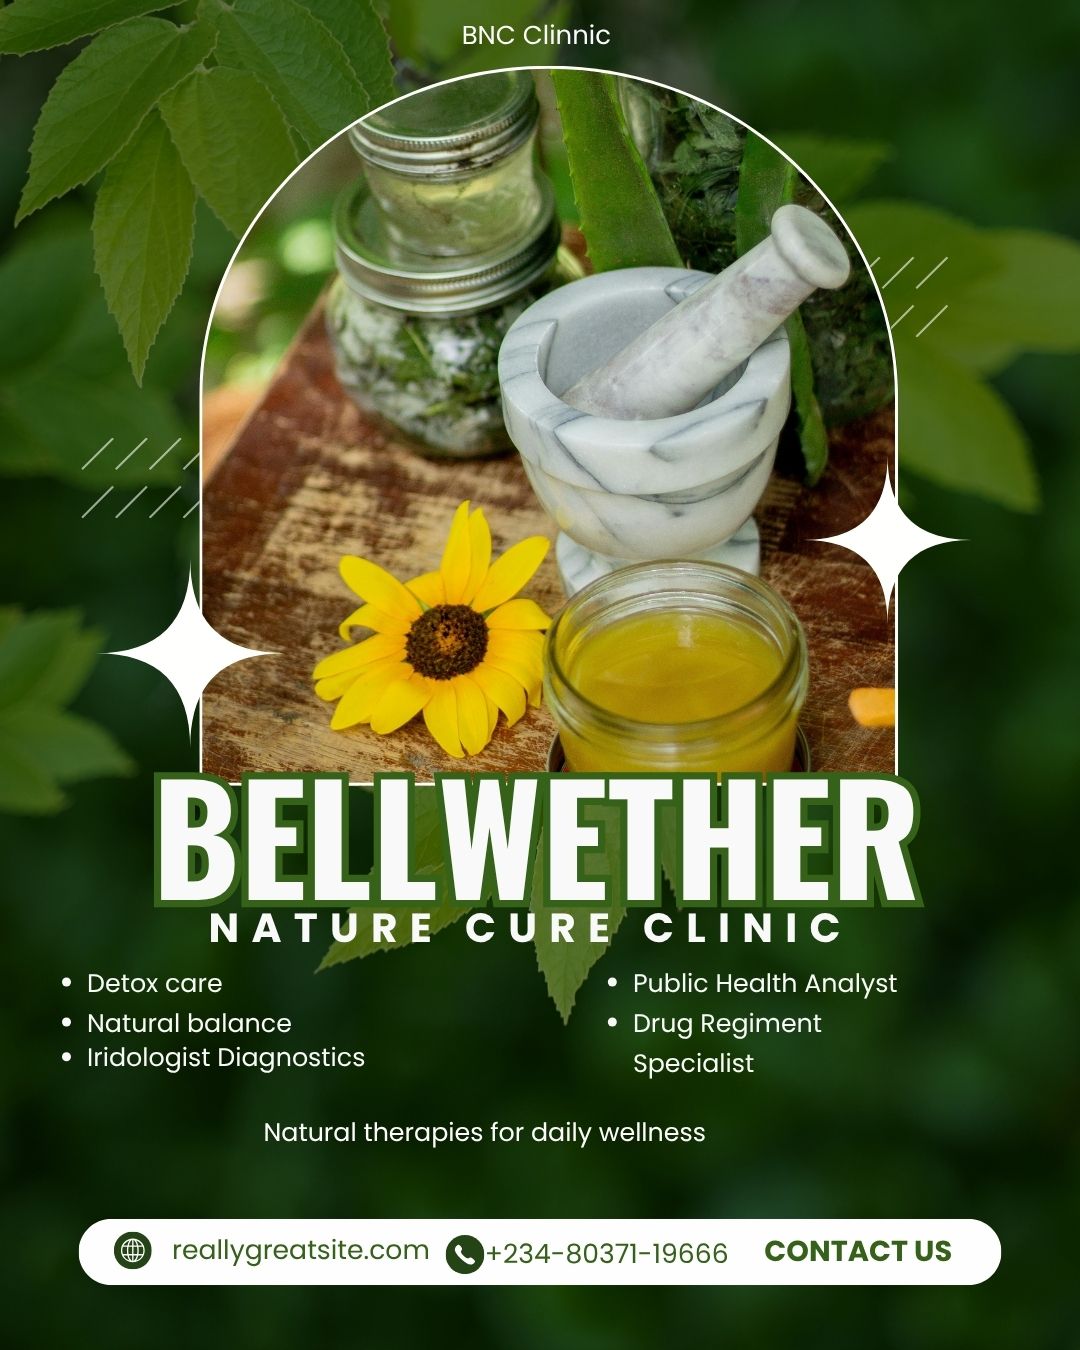 BNC Clinnic
BELLWETHER
NATURE CURE CLINIC
• Detox care
• Natural balance
• Iridologist Diagnostics
• Public Health Analyst
• Drug Regiment
Specialist
Natural therapies for daily wellness
reallygreatsite.com
+234-80371-19666
CONTACT US